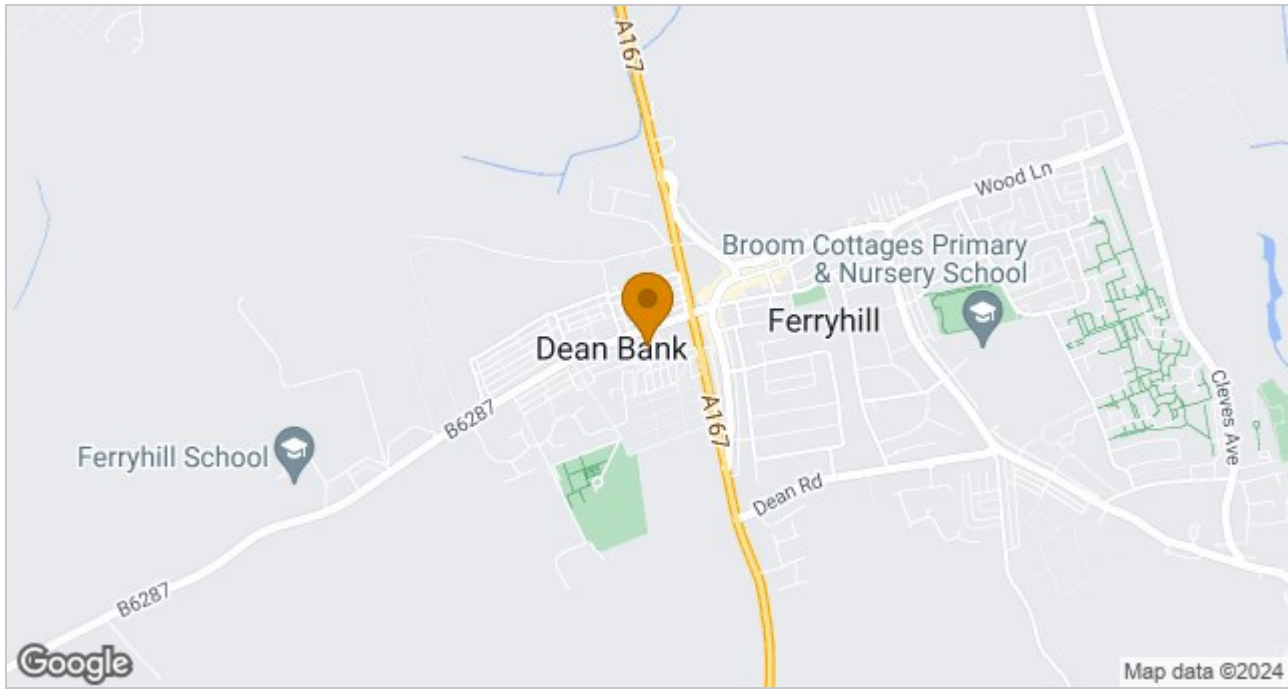 A167
Wood Ln
Broom Cottages Primary
& Nursery School
Ferryhill
Dean Bank
A167
Cleves Ave
B6287
Ferryhill School
Dean Rd
B6287
Google
Map data ©2024